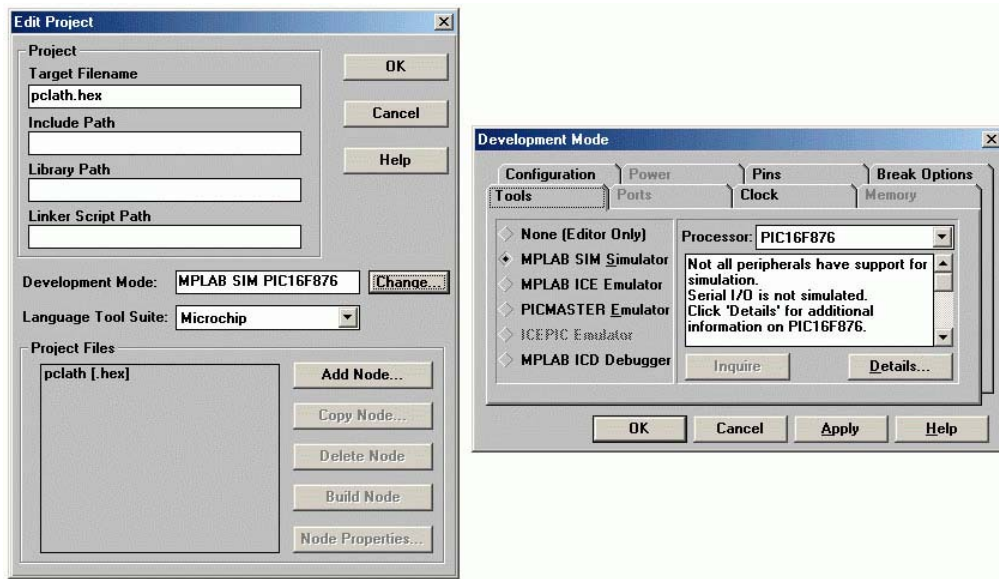 Edit Project
Project
Target Filename
pclath.hex
Include Path
Library Path
Linker Script Path
OK
Cancel
Help
Development Mode:
MPLAB SIM PIC16F876
Change...
Language Tool Suite:
Microchip
Project Files
pclath [.hex]
Add Node...
Copy Node...
Delete Node
Build Node
Node Properties...
Development Mode
Configuration
Power
Pins
Break Options
Tools
Ports
Clock
Memory
None (Editor Only)
MPLAB SIM Simulator
MPLAB ICE Emulator
PICMASTER Emulator
ICEPIC Emulator
MPLAB ICD Debugger
Processor:
PIC16F876
Not all peripherals have support for
simulation.
Serial I/O is not simulated.
Click 'Details' for additional
information on PIC16F876.
Inquire
Details...
OK
Cancel
Apply
Help